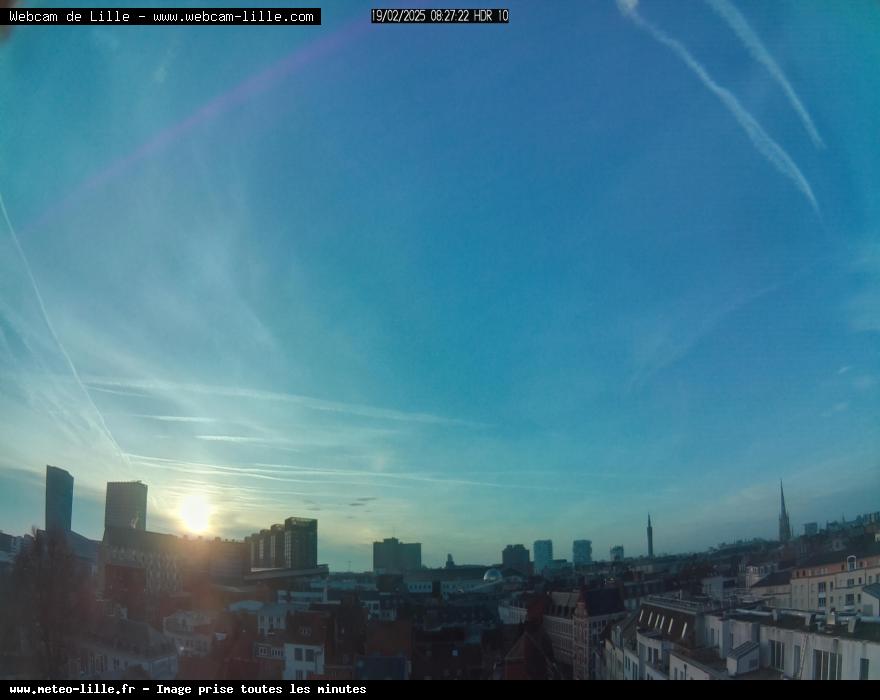 Webcam de Lille - www.webcam-lille.com
19/02/2025 08:27:22 HDR 10
www.meteo-lille.fr - Image prise toutes les minutes